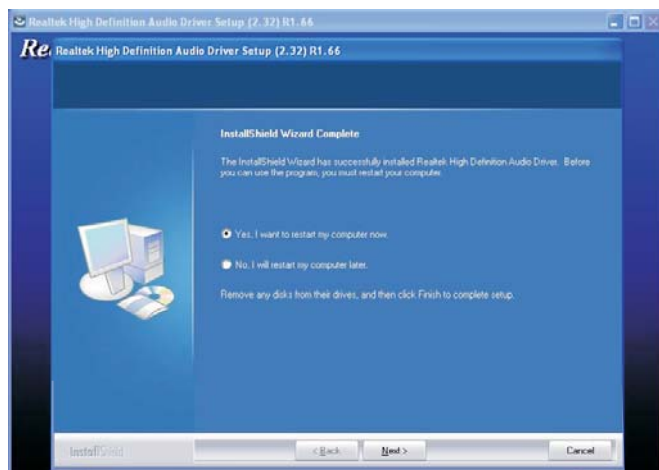 Realtek High Definition Audio Driver Setup (2.32) R1.66
Re
Realtek High Definition Audio Driver Setup (2.32) R1.66
InstallShield Wizard Complete
The InstallShield Wizard has successfully installed Realtek High Definition Audio Driver. Before
you can use the program, you must restart your computer.
Yes, I want to restart my computer now.
No, I will restart my computer later.
Remove any disks from their drives, and then click Finish to complete setup.
InstallShield
< Back
Next >
Cancel